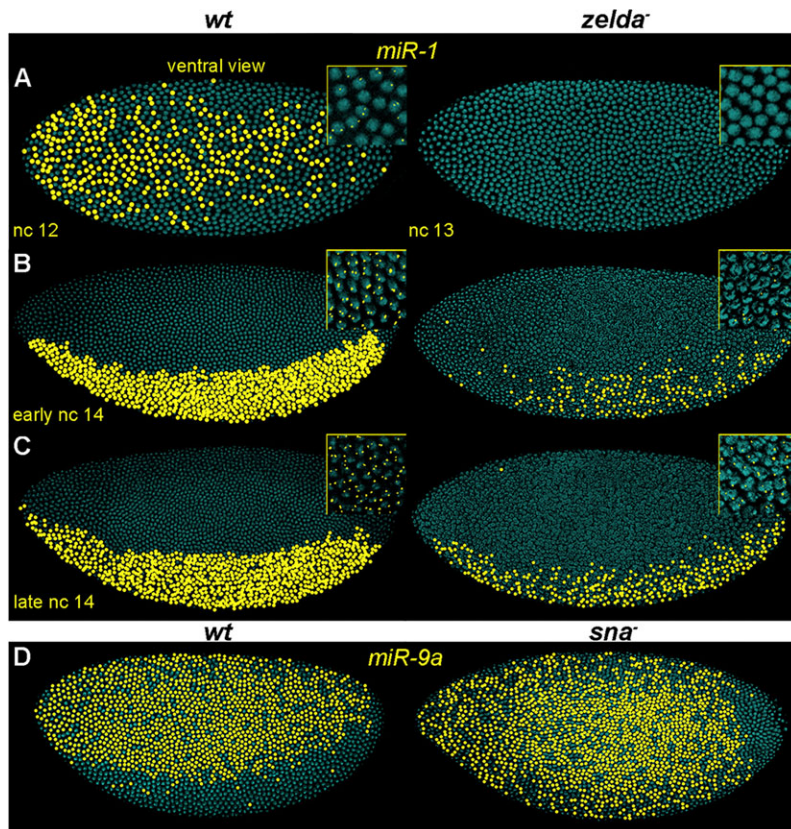 wt zelda-
miR-1
A ventral view
nc 12 nc 13
B
early nc 14
C
late nc 14
wt sna-
D miR-9a